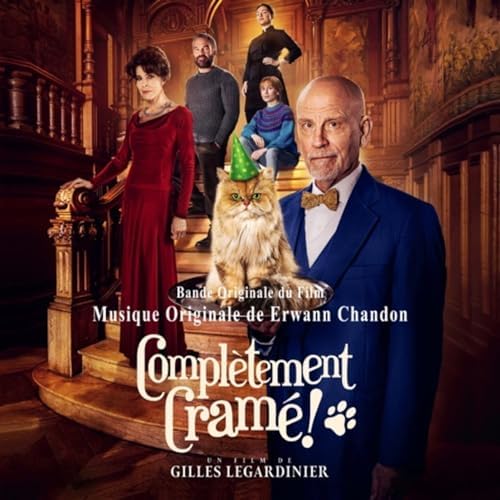 Bande Originale du Film
Musique Originale de Erwann Chandon
Complètement
Cramé!
UN FILM DE
GILLES LEGARDINIER